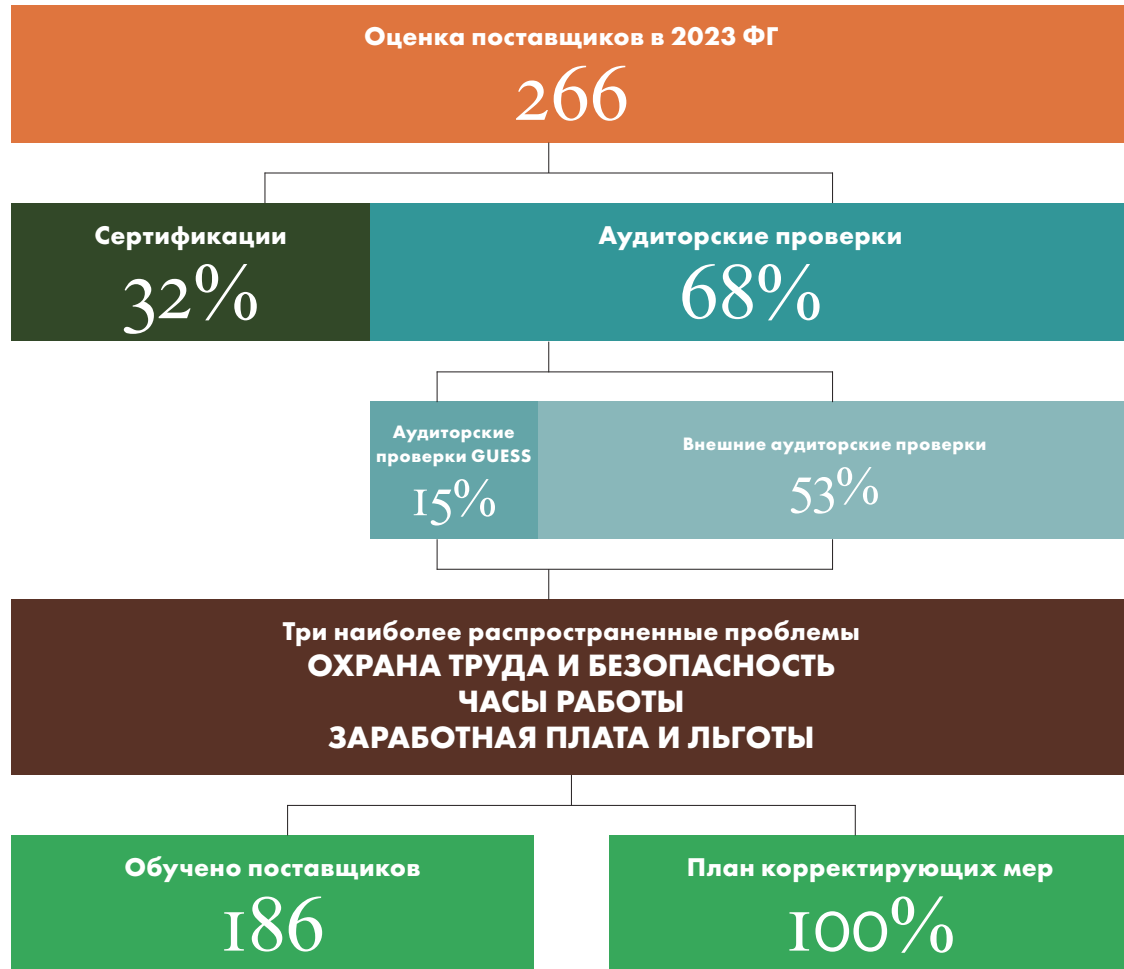 Оценка поставщиков в 2023 ФГ
266
Сертификации
32%
Аудиторские проверки
68%
Аудиторские
проверки GUESS
15%
Внешние аудиторские проверки
53%
Три наиболее распространенные проблемы
ОХРАНА ТРУДА И БЕЗОПАСНОСТЬ
ЧАСЫ РАБОТЫ
ЗАРАБОТНАЯ ПЛАТА И ЛЬГОТЫ
Обучено поставщиков
186
План корректирующих мер
100%